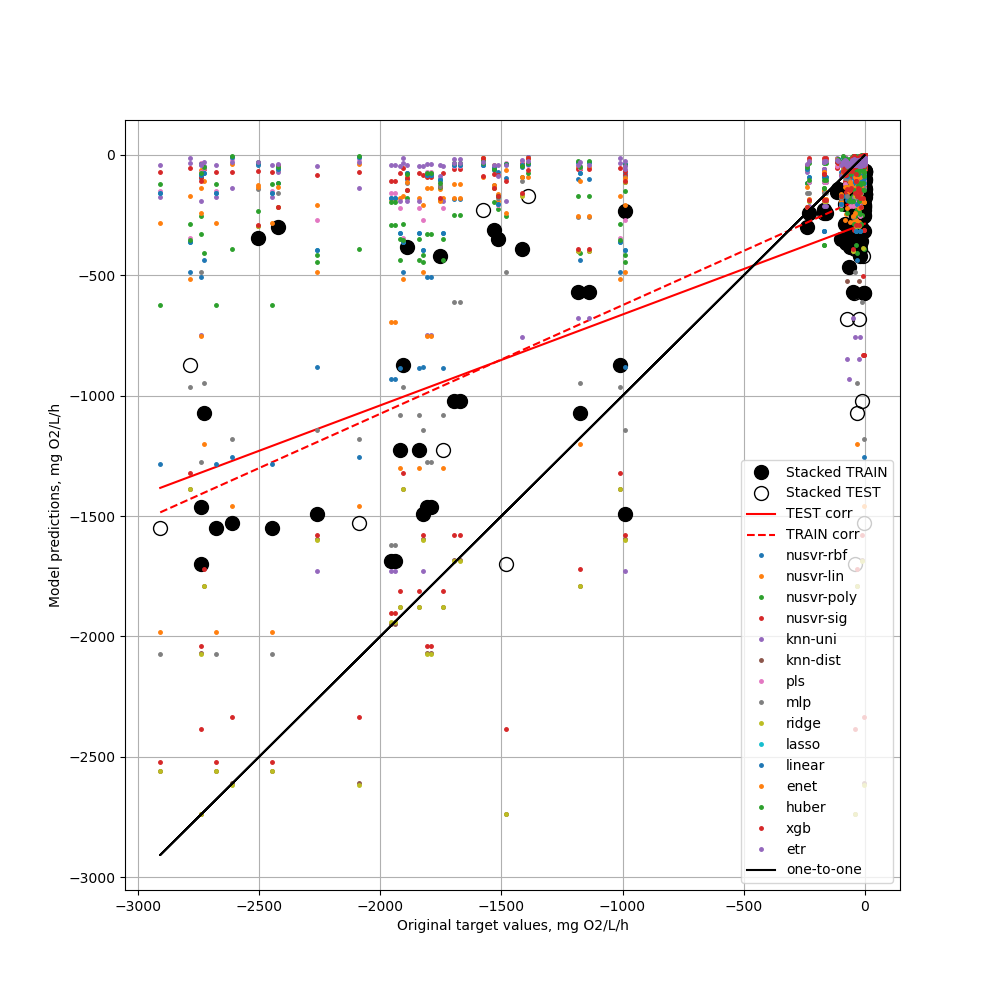 0
−500
−1000
−1500
−2000
−2500
−3000
Model predictions, mg O2/L/h
−3000 −2500 −2000 −1500 −1000 −500 0
Original target values, mg O2/L/h
Stacked TRAIN
Stacked TEST
TEST corr
TRAIN corr
nusvr-rbf
nusvr-lin
nusvr-poly
nusvr-sig
knn-uni
knn-dist
pls
mlp
ridge
lasso
linear
enet
huber
xgb
etr
one-to-one